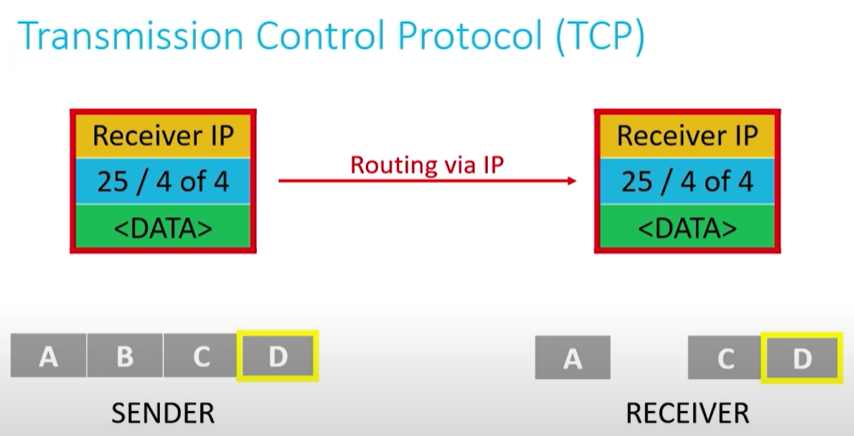 Transmission Control Protocol (TCP)
Receiver IP
25 / 4 of 4
<DATA>
Routing via IP
Receiver IP
25 / 4 of 4
<DATA>
A B C D
SENDER
A C D
RECEIVER